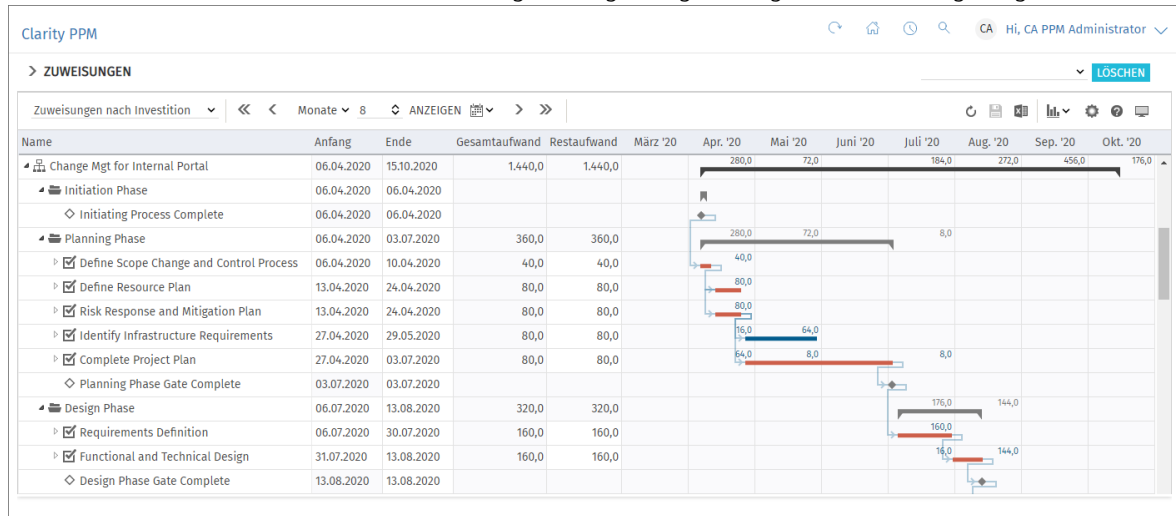 Clarity PPM CA Hi, CA PPM Administrator
ZUWEISUNGEN LÖSCHEN
Zuweisungen nach Investition Monate 8 ANZEIGEN
Name Anfang Ende Gesamtaufwand Restaufwand März '20 Apr. '20 Mai '20 Juni '20 Juli '20 Aug. '20 Sep. '20 Okt. '20
Change Mgt for Internal Portal 06.04.2020 15.10.2020 1.440,0 1.440,0 280,0 72,0 184,0 272,0 456,0 176,0
Initiation Phase 06.04.2020 06.04.2020
Initiating Process Complete 06.04.2020 06.04.2020
Planning Phase 06.04.2020 03.07.2020 360,0 360,0 280,0 72,0 8,0
Define Scope Change and Control Process 06.04.2020 10.04.2020 40,0 40,0 40,0
Define Resource Plan 13.04.2020 24.04.2020 80,0 80,0 80,0
Risk Response and Mitigation Plan 13.04.2020 24.04.2020 80,0 80,0 80,0
Identify Infrastructure Requirements 27.04.2020 29.05.2020 80,0 80,0 16,0 64,0
Complete Project Plan 27.04.2020 03.07.2020 80,0 80,0 64,0 8,0 8,0
Planning Phase Gate Complete 03.07.2020 03.07.2020
Design Phase 06.07.2020 13.08.2020 320,0 320,0 176,0 144,0
Requirements Definition 06.07.2020 30.07.2020 160,0 160,0 160,0
Functional and Technical Design 31.07.2020 13.08.2020 160,0 160,0 16,0 144,0
Design Phase Gate Complete 13.08.2020 13.08.2020